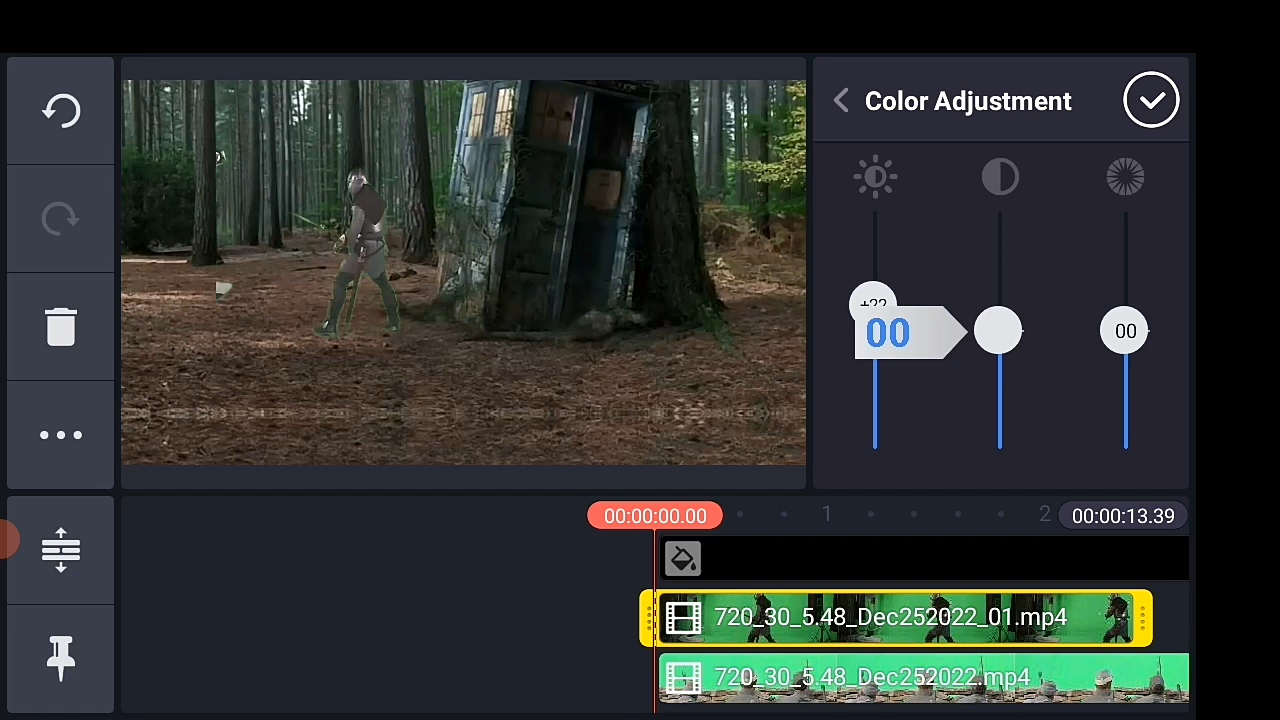 Color Adjustment
+22
00
00
00:00:00.00
1
2
00:00:13.39
720_30_5.48_Dec252022_01.mp4
720_30_5.48_Dec252022.mp4